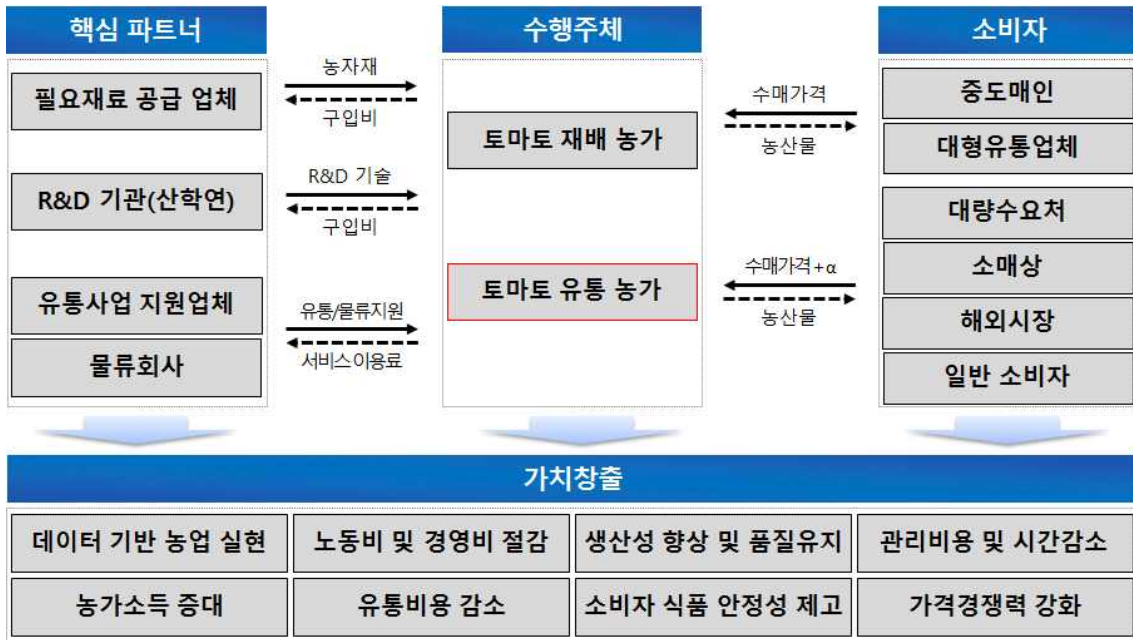 핵심 파트너
수행주체
소비자
필요재료 공급 업체
R&D 기관(산학연)
유통사업 지원업체
물류회사
농자재
구입비
R&D 기술
구입비
유통/물류지원
서비스이용료
토마토 재배 농가
토마토 유통 농가
수매가격
농산물
수매가격+α
농산물
중도매인
대형유통업체
대량수요처
소매상
해외시장
일반 소비자
가치창출
데이터 기반 농업 실현
노동비 및 경영비 절감
생산성 향상 및 품질유지
관리비용 및 시간감소
농가소득 증대
유통비용 감소
소비자 식품 안정성 제고
가격경쟁력 강화